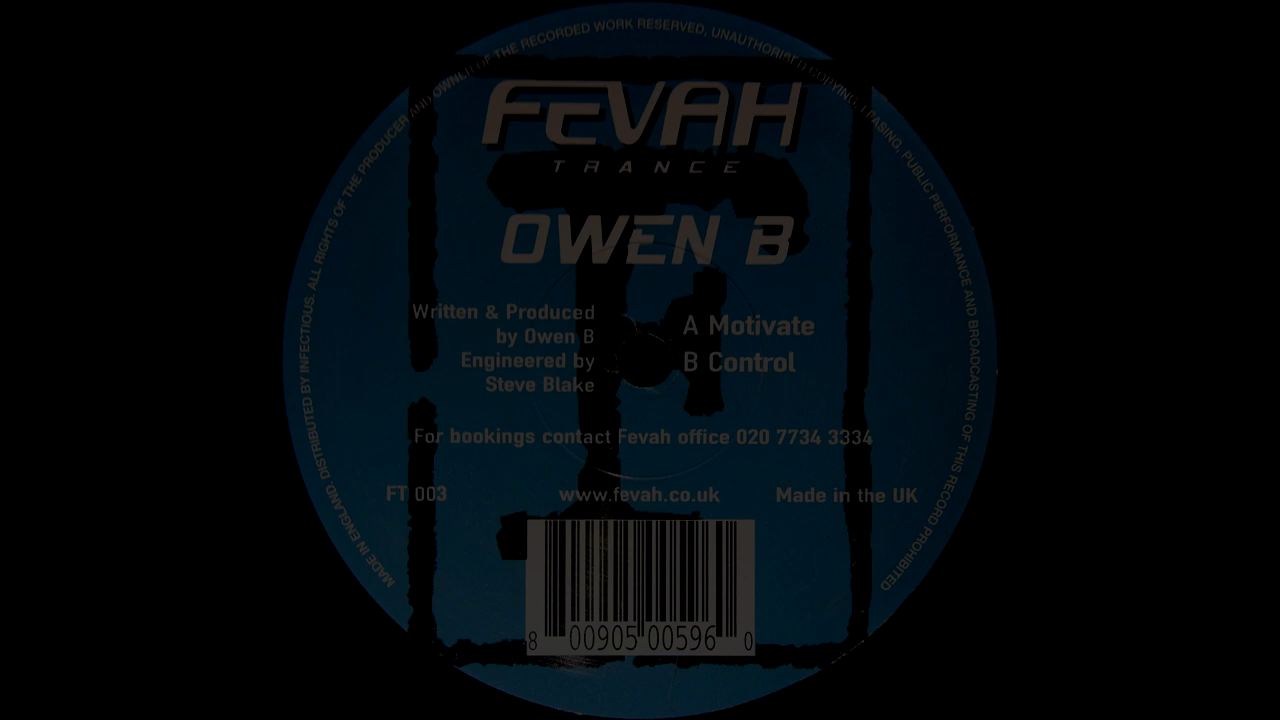 MADE IN ENGLAND. DISTRIBUTED BY INFECTIOUS. ALL RIGHTS OF THE PRODUCER AND OWNER OF THE RECORDED WORK RESERVED, UNAUTHORISED COPYING, LEASING, PUBLIC PERFORMANCE AND BROADCASTING OF THIS RECORD PROHIBITED
FEVAH
TRANCE
OWEN B
Written & Produced
by Owen B
Engineered by
Steve Blake
A Motivate
B Control
For bookings contact Fevah office 020 7734 3334
FT 003
www.fevah.co.uk
Made in the UK
8 00905 00596 0